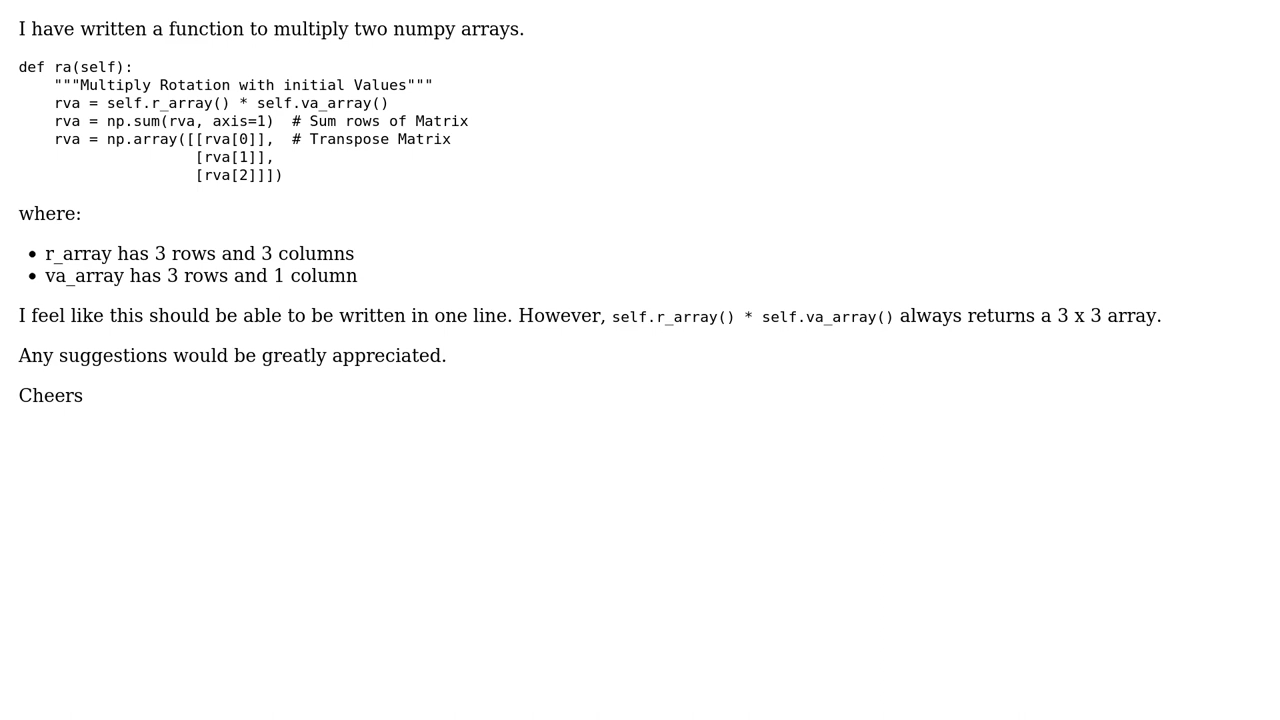 I have written a function to multiply two numpy arrays.
def ra(self):
    """Multiply Rotation with initial Values"""
    rva = self.r_array() * self.va_array()
    rva = np.sum(rva, axis=1)  # Sum rows of Matrix
    rva = np.array([[rva[0]],  # Transpose Matrix
                    [rva[1]],
                    [rva[2]]])
where:
• r_array has 3 rows and 3 columns
• va_array has 3 rows and 1 column
I feel like this should be able to be written in one line. However, self.r_array() * self.va_array() always returns a 3 x 3 array.
Any suggestions would be greatly appreciated.
Cheers